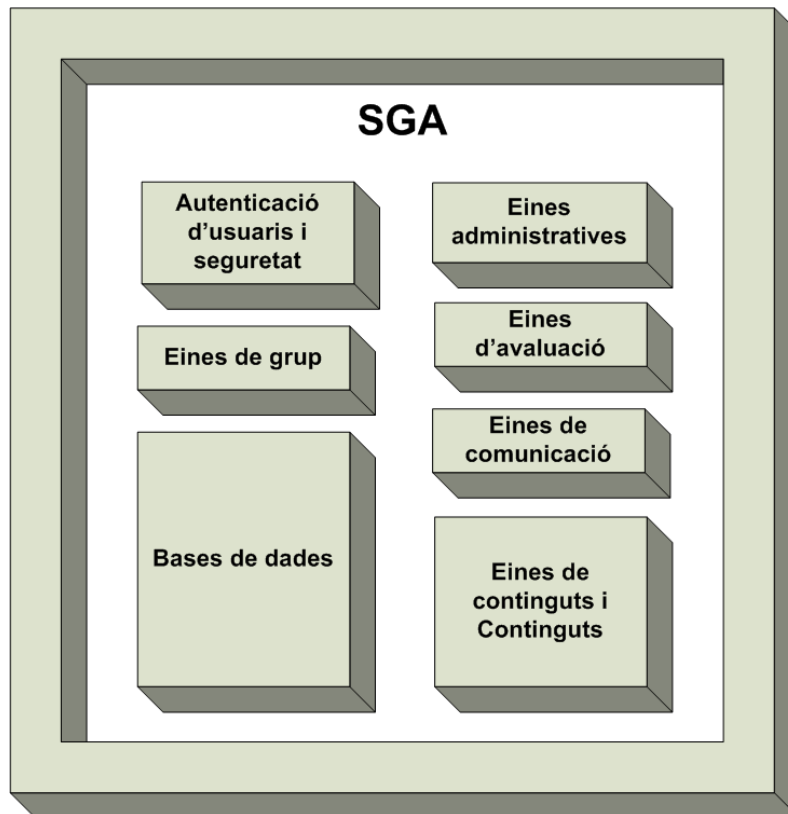 SGA
Autenticació
d’usuaris i
seguretat
Eines de grup
Bases de dades
Eines
administratives
Eines
d’avaluació
Eines de
comunicació
Eines de
continguts i
Continguts